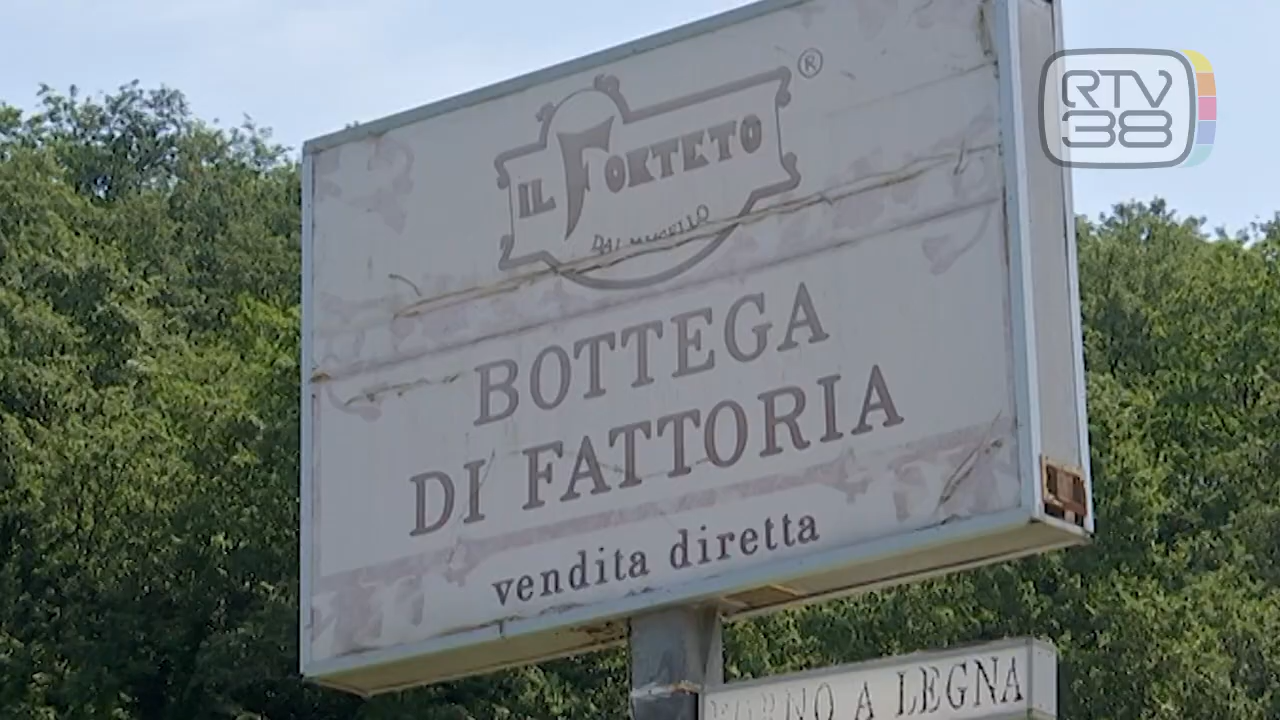 RTV
38
®
IL FORTETO
DAL MUGELLO
BOTTEGA
DI FATTORIA
vendita diretta
FORNO A LEGNA